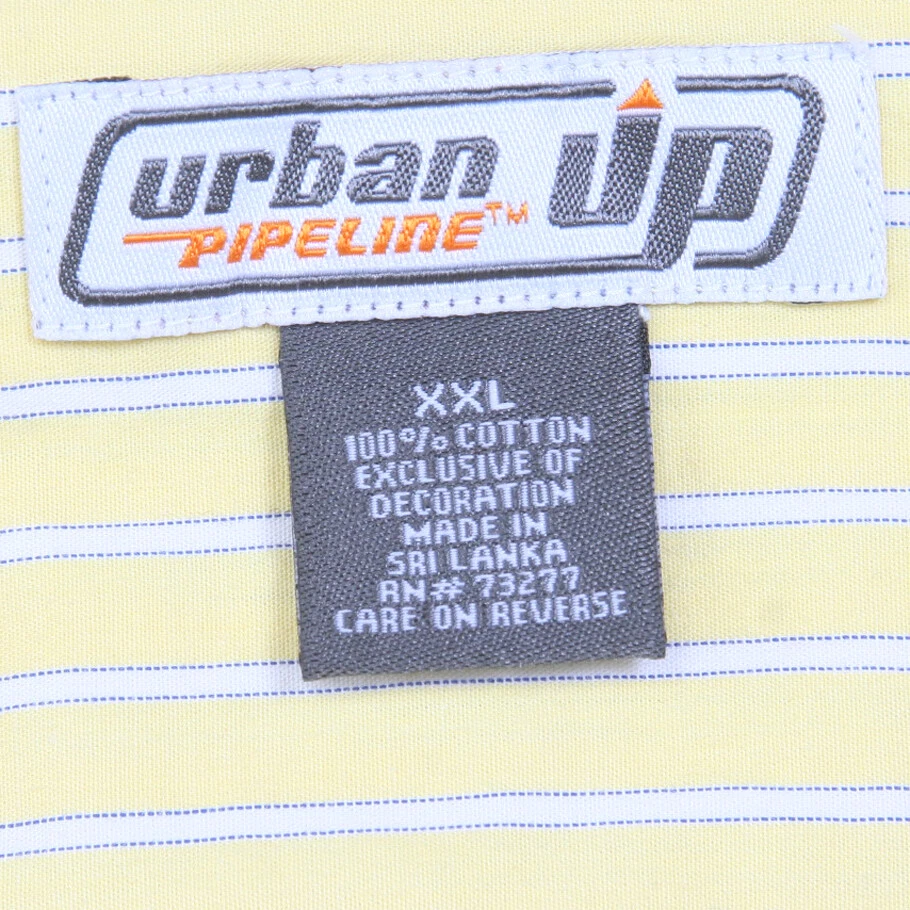 urban up
PIPELINE™
XXL
100% COTTON
EXCLUSIVE OF
DECORATION
MADE IN
SRI LANKA
RN# 73277
CARE ON REVERSE